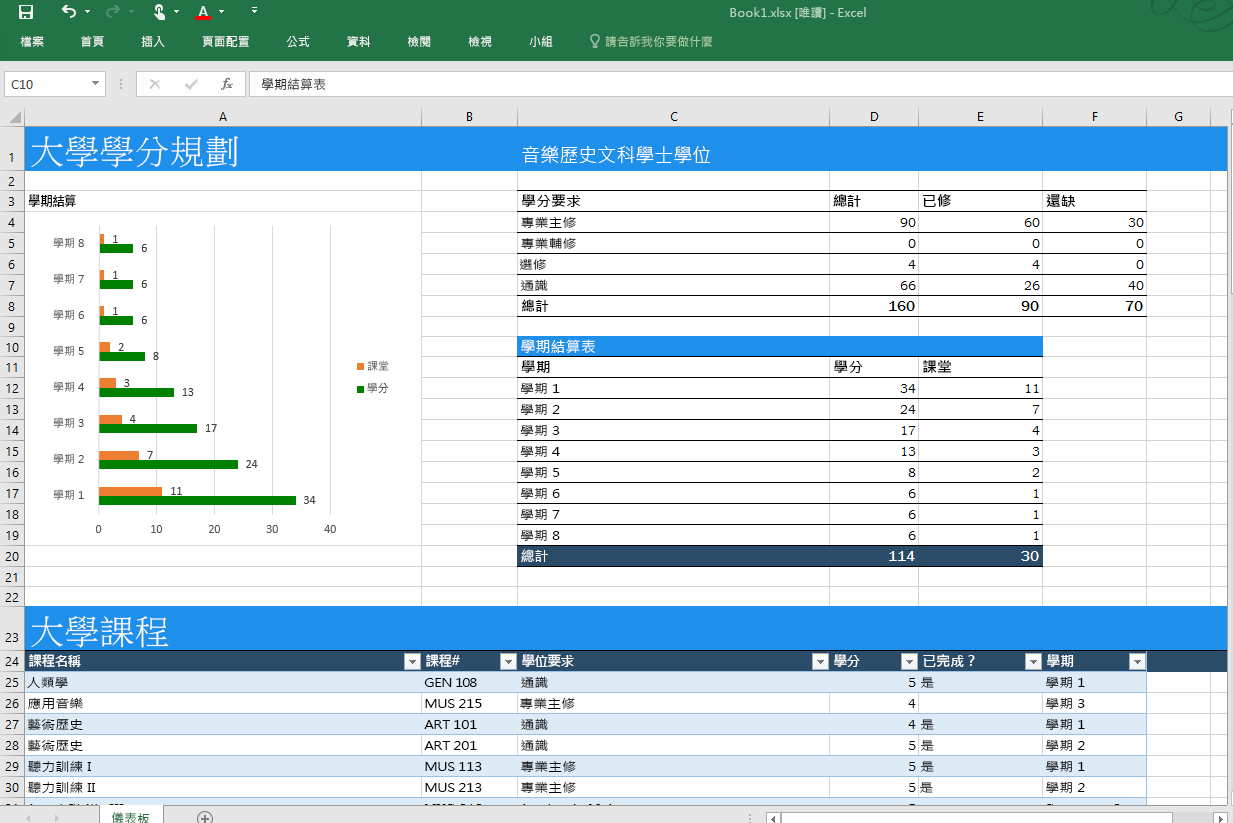 Book1.xlsx [唯讀] - Excel
檔案 首頁 插入 頁面配置 公式 資料 檢閱 檢視 小組 請告訴我你要做什麼
C10 fx 學期結算表
A B C D E F G
1 大學學分規劃 音樂歷史文科學士學位
2
3 學期結算 學分要求 總計 已修 還缺
4 專業主修 90 60 30
5 專業輔修 0 0 0
6 選修 4 4 0
7 通識 66 26 40
8 總計 160 90 70
9
10 學期結算表
11 學期 學分 課堂
12 學期 1 34 11
13 學期 2 24 7
14 學期 3 17 4
15 學期 4 13 3
16 學期 5 8 2
17 學期 6 6 1
18 學期 7 6 1
19 學期 8 6 1
20 總計 114 30
21
22
學期 8 1 6
學期 7 1 6
學期 6 1 6
學期 5 2 8
學期 4 3 13
學期 3 4 17
學期 2 7 24
學期 1 11 34
0 10 20 30 40
課堂
學分
23 大學課程
24 課程名稱 課程# 學位要求 學分 已完成？ 學期
25 人類學 GEN 108 通識 5 是 學期 1
26 應用音樂 MUS 215 專業主修 4 學期 3
27 藝術歷史 ART 101 通識 4 是 學期 1
28 藝術歷史 ART 201 通識 5 是 學期 2
29 聽力訓練 I MUS 113 專業主修 5 是 學期 1
30 聽力訓練 II MUS 213 專業主修 5 是 學期 2
儀表板